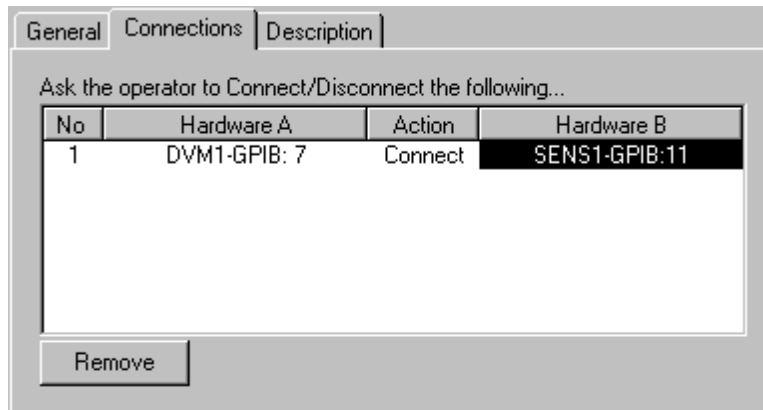 General Connections Description
Ask the operator to Connect/Disconnect the following...
No Hardware A Action Hardware B
1 DVM1-GPIB: 7 Connect SENS1-GPIB:11
Remove